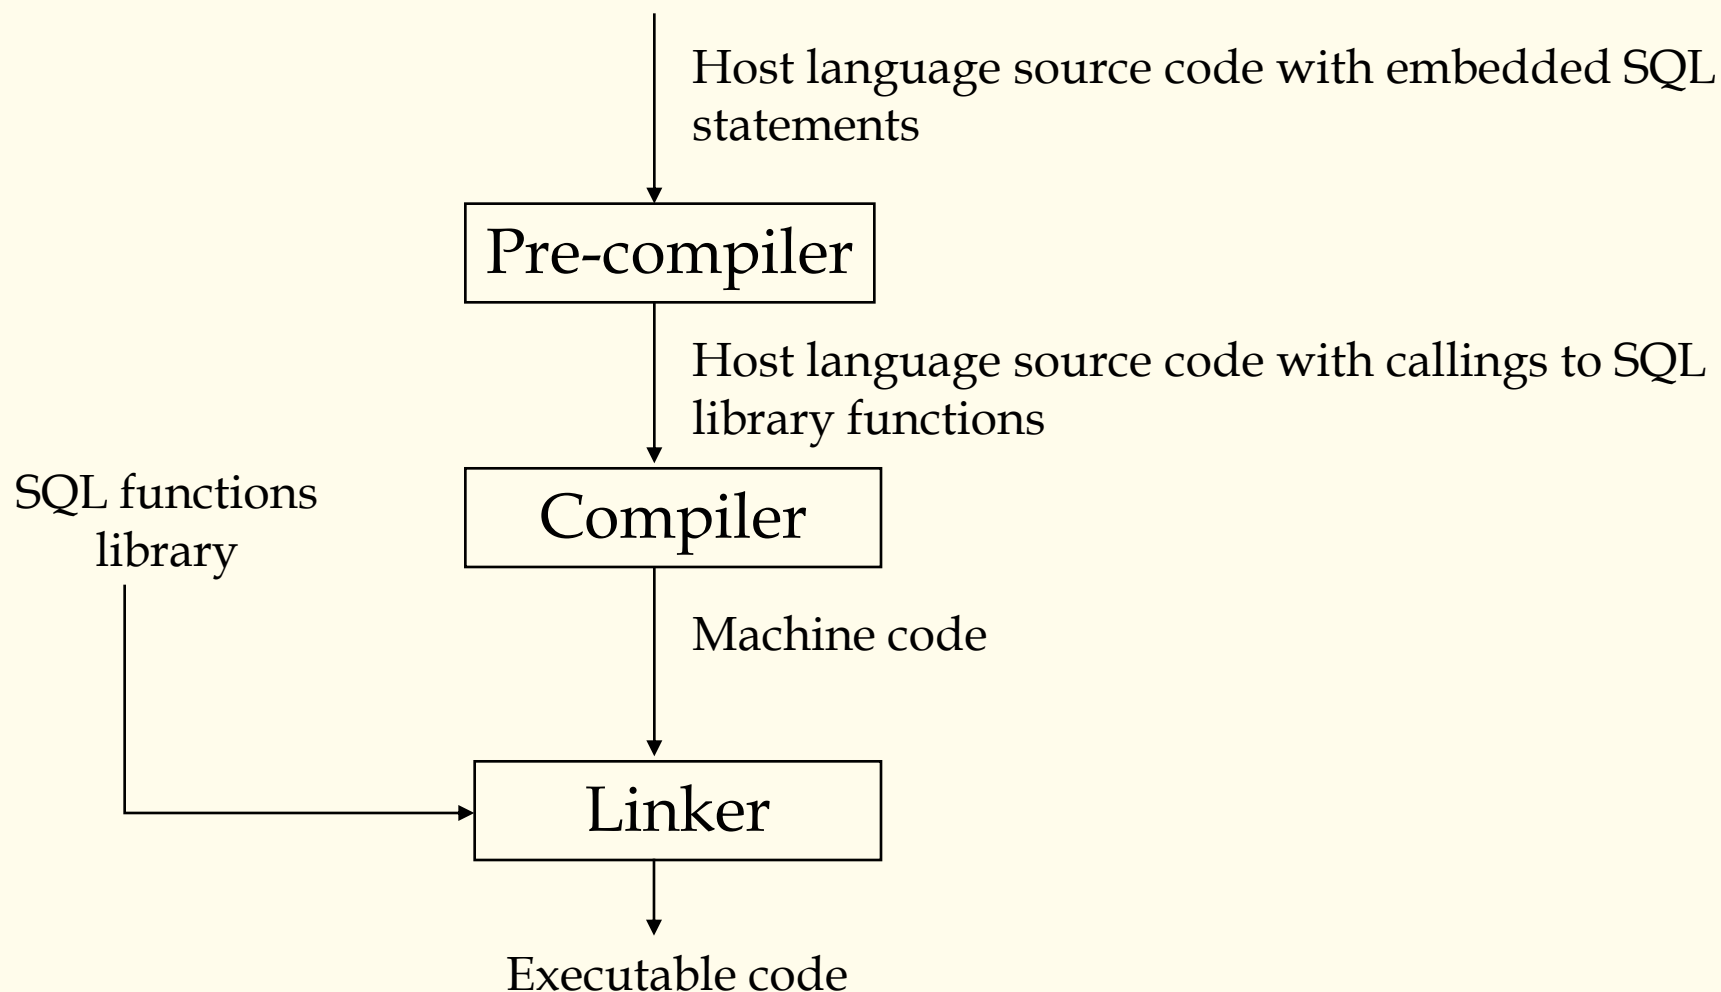 Host language source code with embedded SQL
statements
Pre-compiler
Host language source code with callings to SQL
library functions
SQL functions
library
Compiler
Machine code
Linker
Executable code